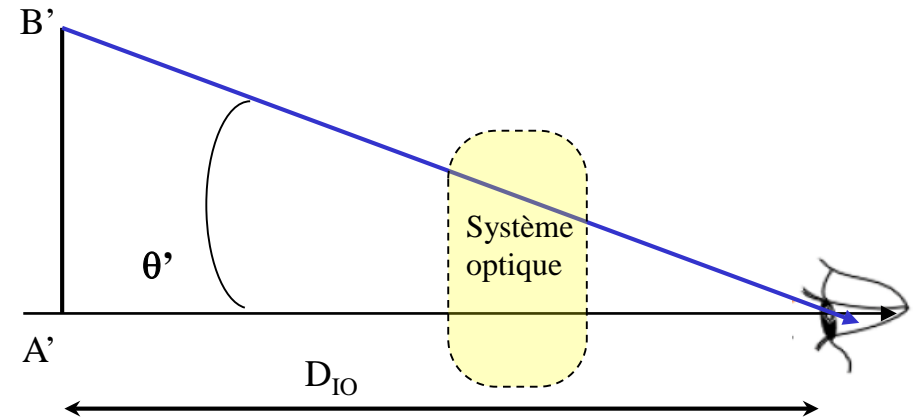 B’
Système
optique
θ’
A’
D_IO